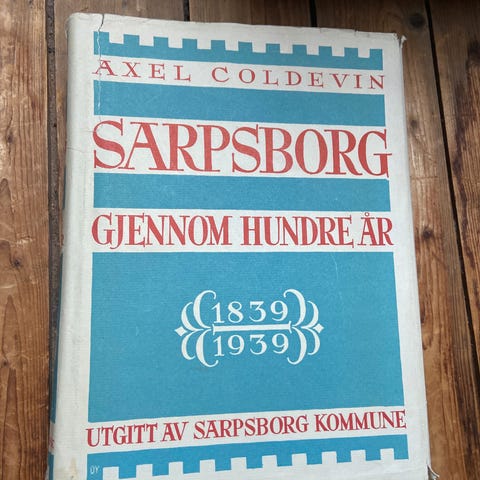 AXEL COLDEVIN
SARPSBORG
GJENNOM HUNDRE ÅR
1839
1939
UTGITT AV SARPSBORG KOMMUNE